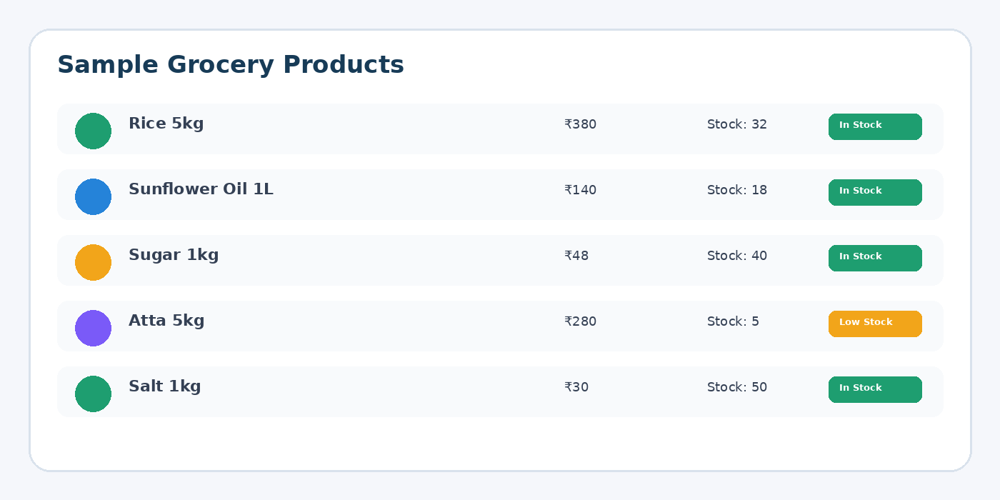 Sample Grocery Products
Rice 5kg ₹380 Stock: 32 In Stock
Sunflower Oil 1L ₹140 Stock: 18 In Stock
Sugar 1kg ₹48 Stock: 40 In Stock
Atta 5kg ₹280 Stock: 5 Low Stock
Salt 1kg ₹30 Stock: 50 In Stock